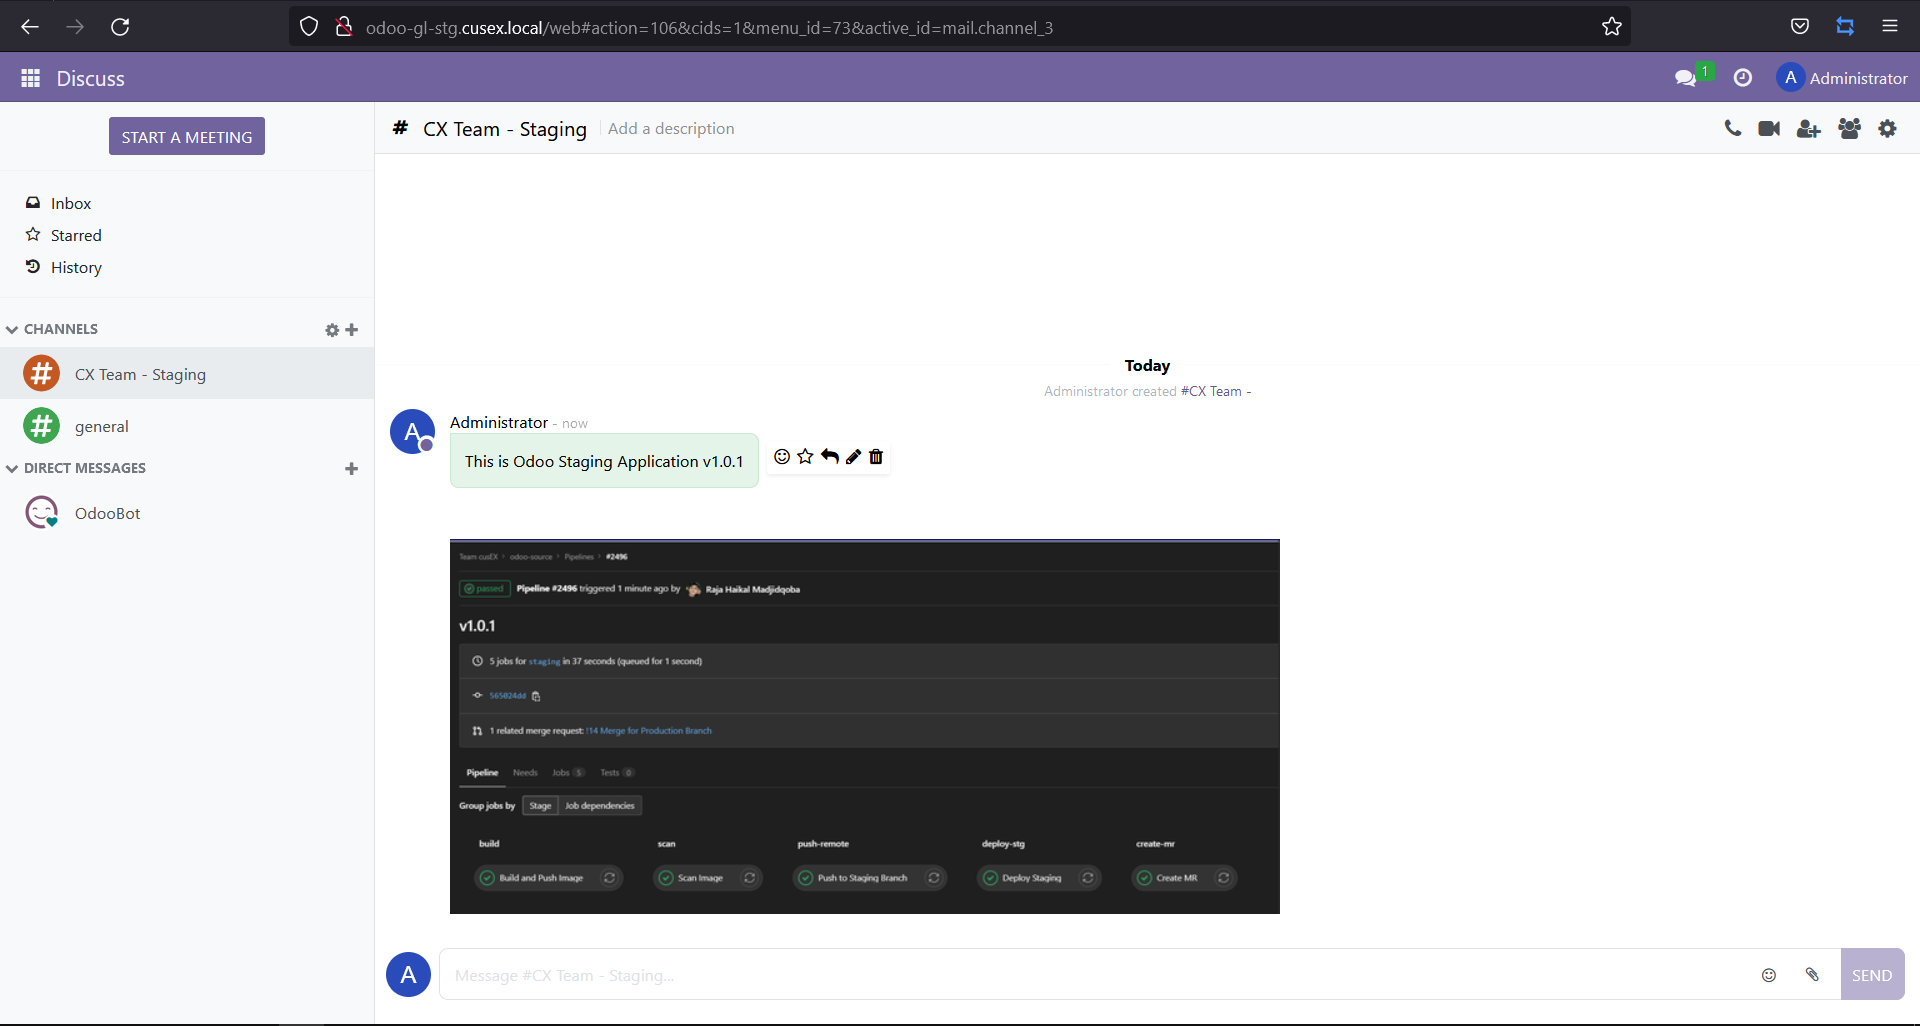 odoo-gl-stg.cusex.local/web#action=106&cids=1&menu_id=73&active_id=mail.channel_3
Discuss
1
A Administrator
START A MEETING
Inbox
Starred
History
CHANNELS
# CX Team - Staging
# general
DIRECT MESSAGES
OdooBot
# CX Team - Staging Add a description
Today
Administrator created #CX Team -
A Administrator - now
This is Odoo Staging Application v1.0.1
Team cusEX > odoo-source > Pipelines > #2496
passed Pipeline #2496 triggered 1 minute ago by Raja Haikal Madjidqoba
v1.0.1
5 jobs for staging in 37 seconds (queued for 1 second)
565024dd
1 related merge request: !14 Merge for Production Branch
Pipeline Needs Jobs 5 Tests 0
Group jobs by Stage Job dependencies
build scan push-remote deploy-stg create-mr
Build and Push Image Scan Image Push to Staging Branch Deploy Staging Create MR
A Message #CX Team - Staging... SEND